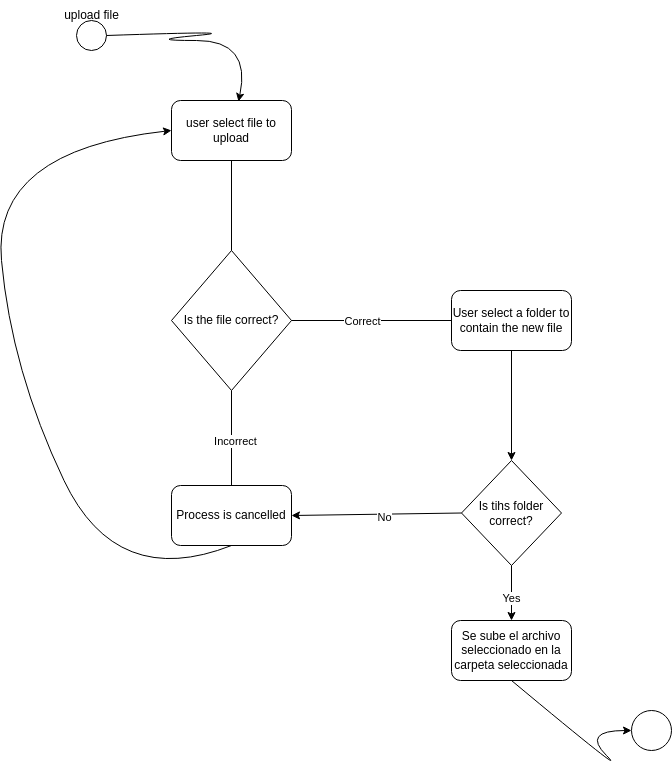 upload file
user select file to
upload
Is the file correct?
Correct
User select a folder to
contain the new file
Incorrect
Process is cancelled
No
Is tihs folder
correct?
Yes
Se sube el archivo
seleccionado en la
carpeta seleccionada